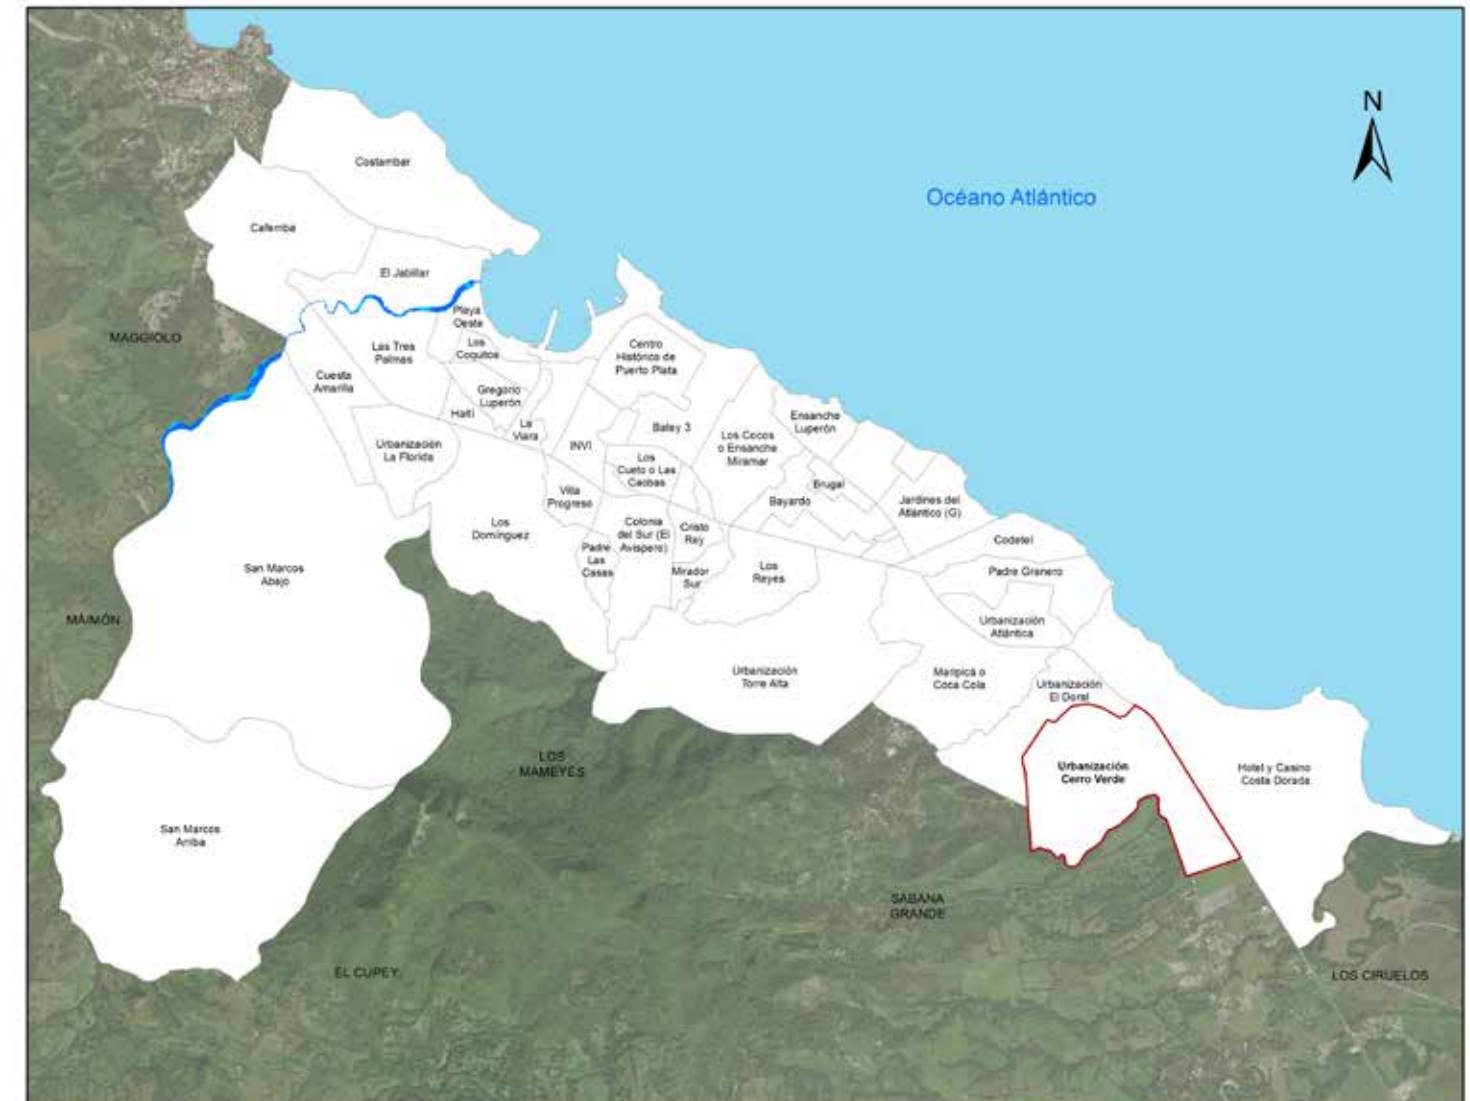 N
Costambar
Océano Atlántico
Cafemba
El Jabillar
Playa
Oeste
MAGGIOLO
Las Tres
Palmas
Los
Coquitos
Centro
Histórico de
Puerto Plata
Cuesta
Amarilla
Gregorio
Luperón
Haití
La
Viara
INVI
Batey 3
Los Cocos
o Ensanche
Miramar
Ensanche
Luperón
Urbanización
La Florida
Los
Cueto o Las
Caobas
Villa
Progreso
Brugal
Bayardo
Jardines del
Atlántico (G)
Los
Domínguez
Colonia
del Sur (El
Avispero)
Cristo
Rey
Codetel
Padre
Las
Casas
Mirador
Sur
Los
Reyes
Padre Granero
San Marcos
Abajo
MAIMÓN
Urbanización
Atlántica
Urbanización
Torre Alta
Maripicá o
Coca Cola
Urbanización
El Doral
LOS
MAMEYES
Urbanización
Cerro Verde
Hotel y Casino
Costa Dorada
San Marcos
Arriba
SABANA
GRANDE
EL CUPEY
LOS CIRUELOS